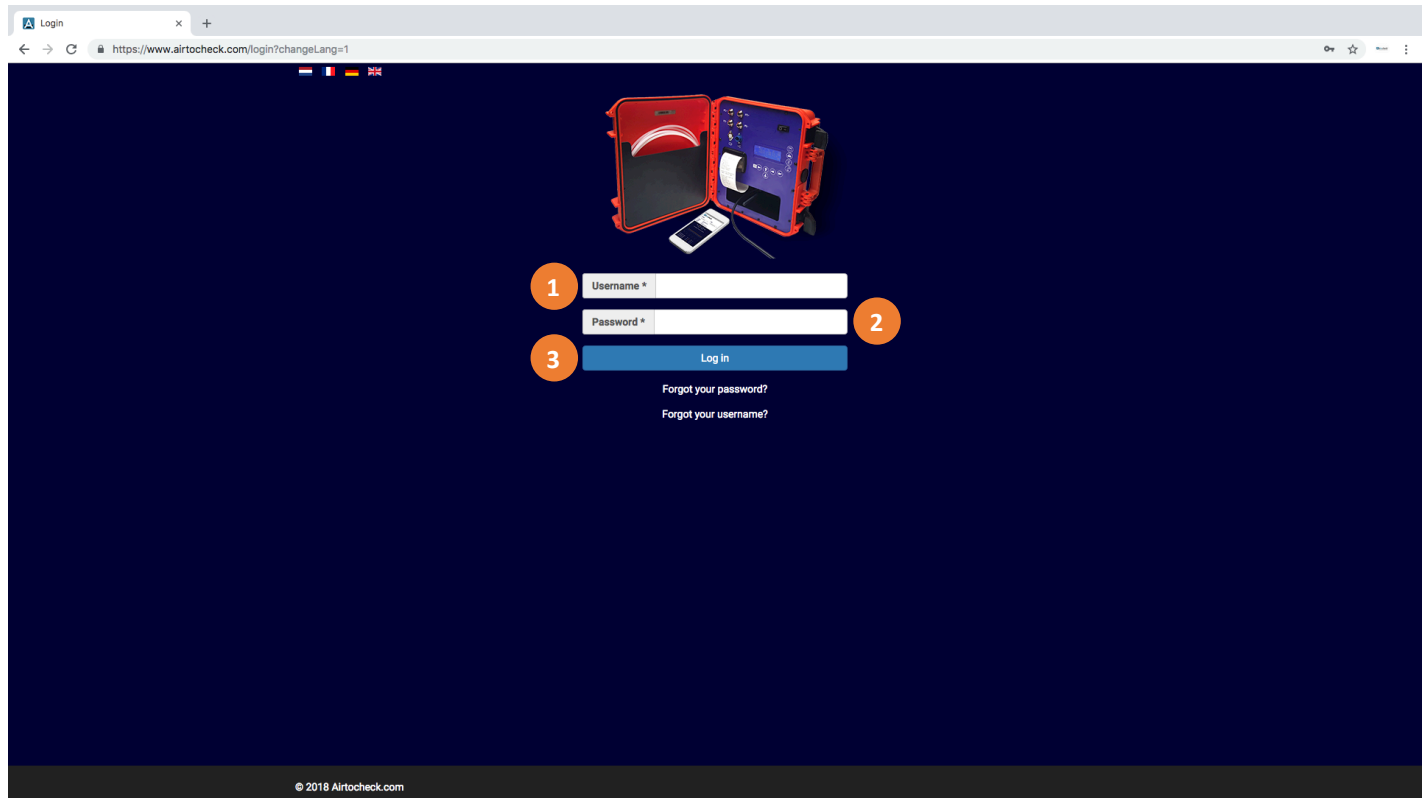 Login
https://www.airtocheck.com/login?changeLang=1
1
Username *
Password *
2
3
Log in
Forgot your password?
Forgot your username?
© 2018 Airtocheck.com